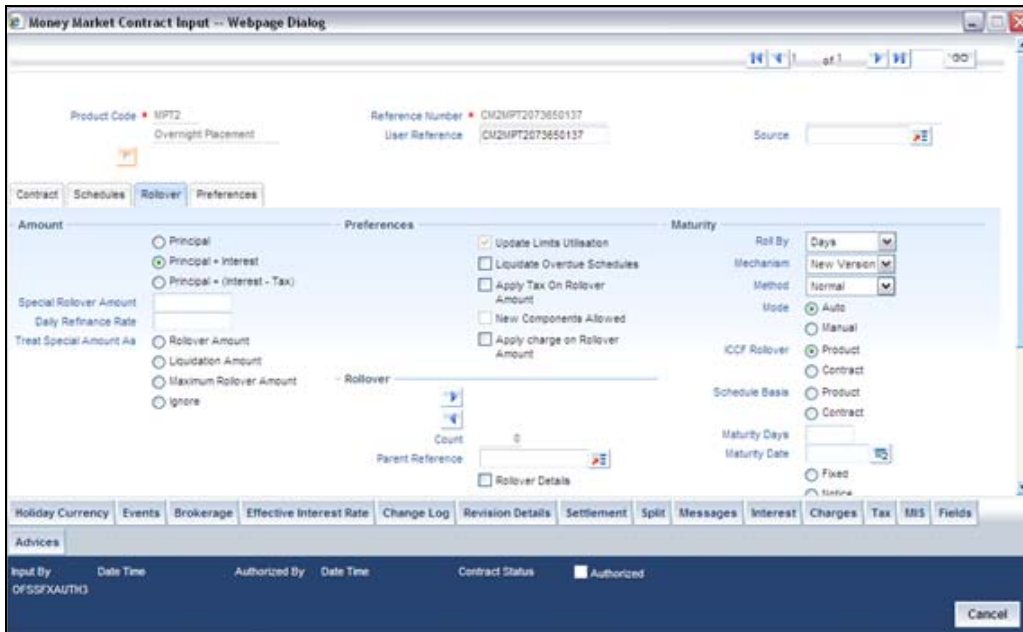 Money Market Contract Input -- Webpage Dialog
1 of 1 GO
Product Code * MPT2 Reference Number * CM2MPT2073650137
Overnight Placement User Reference CM2MPT2073650137 Source
Contract Schedules Rollover Preferences
Amount
Principal
Principal + Interest
Principal + (Interest - Tax)
Special Rollover Amount
Daily Refinance Rate
Treat Special Amount As
Rollover Amount
Liquidation Amount
Maximum Rollover Amount
Ignore
Preferences
Update Limits Utilisation
Liquidate Overdue Schedules
Apply Tax On Rollover
Amount
New Components Allowed
Apply charge on Rollover
Amount
Rollover
Count 0
Parent Reference
Rollover Details
Maturity
Roll By Days
Mechanism New Version
Method Normal
Mode Auto
Manual
ICCF Rollover Product
Contract
Schedule Basis Product
Contract
Maturity Days
Maturity Date
Fixed
Notice
Holiday Currency Events Brokerage Effective Interest Rate Change Log Revision Details Settlement Split Messages Interest Charges Tax MIS Fields
Advices
Input By Date Time Authorized By Date Time Contract Status Authorized
OFSSFXAUTH3
Cancel